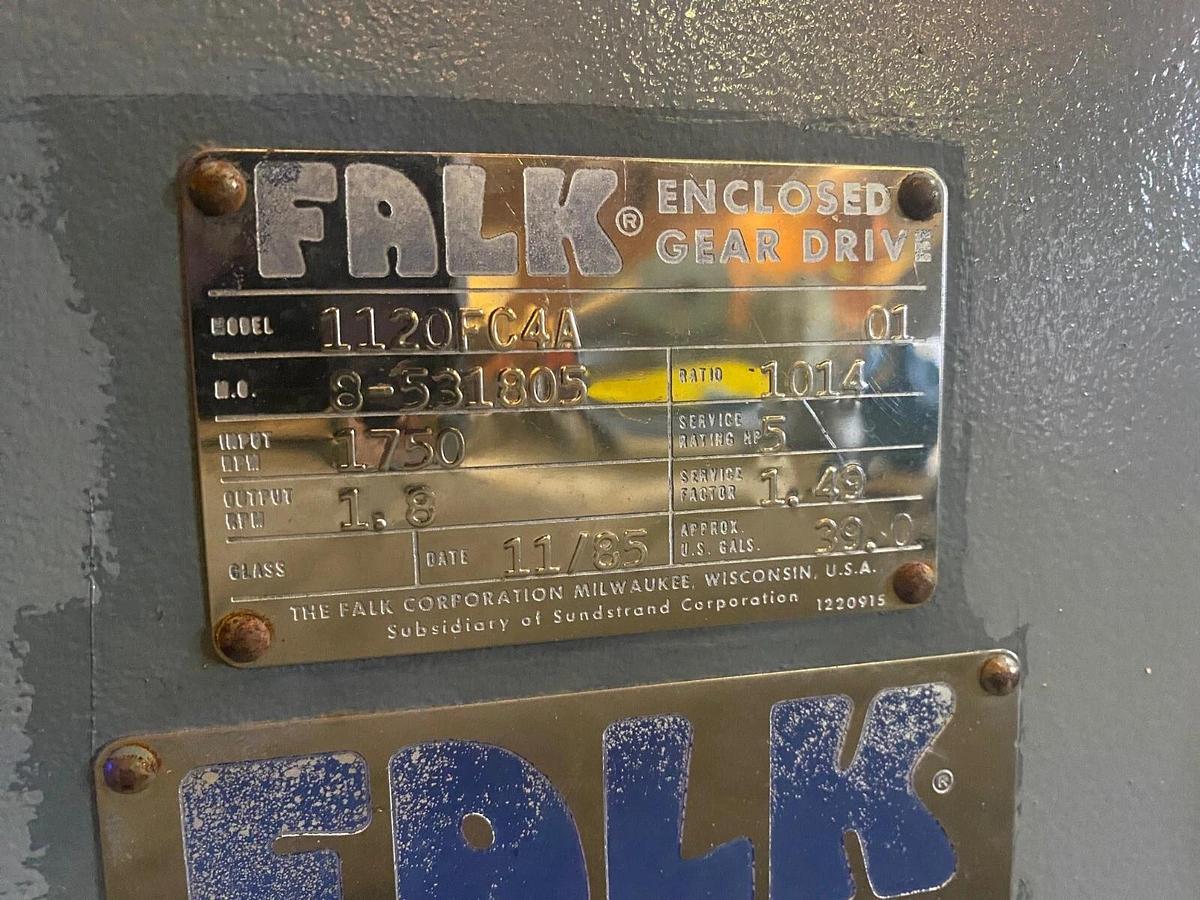 FALK® ENCLOSED
GEAR DRIVE
MODEL 1120FC4A 01
M.O. 8-531805 RATIO 1014
INPUT RPM 1750 SERVICE RATING HP 5
OUTPUT RPM 1.8 SERVICE FACTOR 1.49
CLASS DATE 11/85 APPROX. U.S. GALS. 39.0
THE FALK CORPORATION MILWAUKEE, WISCONSIN, U.S.A.
Subsidiary of Sundstrand Corporation 1220915
FALK®